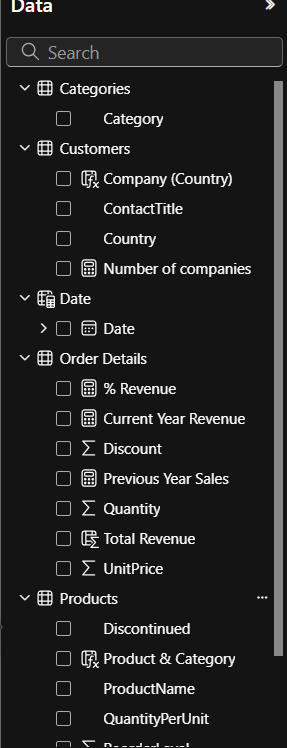 Data
Search
Categories
Category
Customers
Company (Country)
ContactTitle
Country
Number of companies
Date
Date
Order Details
% Revenue
Current Year Revenue
Discount
Previous Year Sales
Quantity
Total Revenue
UnitPrice
Products
Discontinued
Product & Category
ProductName
QuantityPerUnit
ReorderLevel